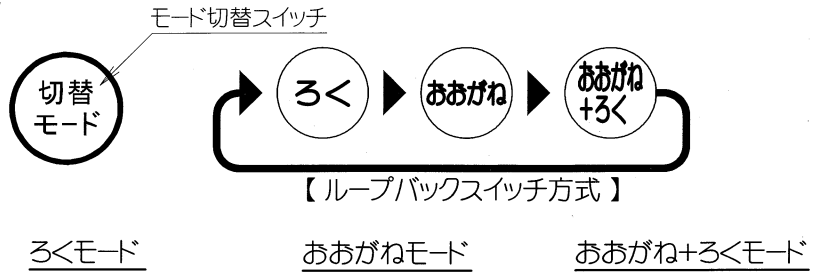 モード切替スイッチ
切替
モード
ろく
おおがね
おおがね
+ろく
【 ループバックスイッチ方式 】
ろくモード
おおがねモード
おおがね+ろくモード